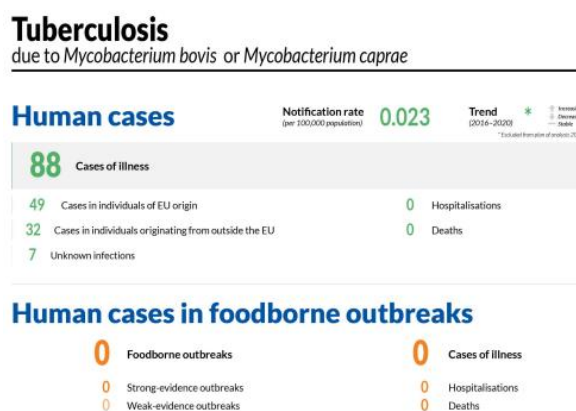 Tuberculosis
due to Mycobacterium bovis or Mycobacterium caprae
Human cases
Notification rate
(per 100,000 population)
0.023
Trend
(2016–2020)
*
88 Cases of illness
49 Cases in individuals of EU origin
0 Hospitalisations
32 Cases in individuals originating from outside the EU
0 Deaths
7 Unknown infections
Human cases in foodborne outbreaks
0 Foodborne outbreaks
0 Cases of illness
0 Strong-evidence outbreaks
0 Hospitalisations
0 Weak-evidence outbreaks
0 Deaths